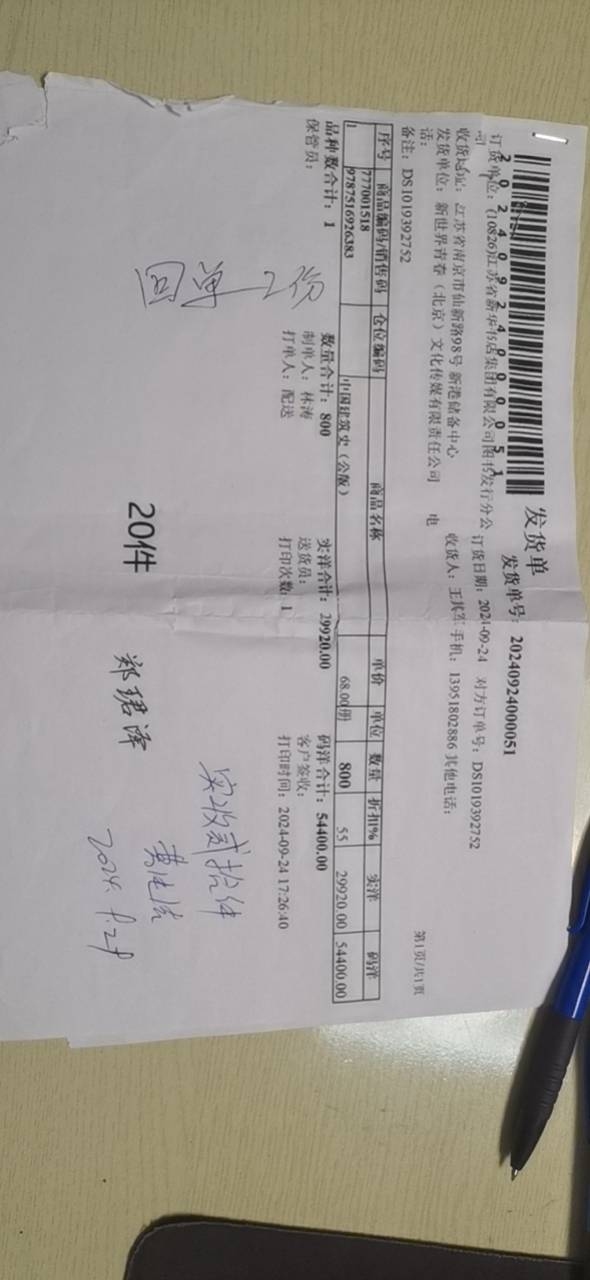 发货单
20240924000051
发货单号: 20240924000051
订货单位: (10826)江苏省新华书店集团有限公司图书发行分公司 订货日期: 2024-09-24 对方订单号: DS1019392752
收货地址: 江苏省南京市仙新路98号 新港储备中心 收货人: 王其军 手机: 13951802886 其他电话:
发货单位: 新世界青春(北京)文化传媒有限责任公司 电话:
备注: DS1019392752
第1页/共1页
序号 商品编码/销售码 仓位编码 商品名称 单价 单位 数量 折扣% 实洋 码洋
1 777001518 9787516926383 中国建筑史(公版) 68.00 册 800 55 29920.00 54400.00
品种数合计: 1 数量合计: 800 实洋合计: 29920.00 码洋合计: 54400.00
保管员: 制单人: 林涛 送货员: 客户签收:
打单人: 配送 打印次数: 1 打印时间: 2024-09-24 17:26:40
回单2份
20件
郑珺泽
实收贰拾件
2024.9.29